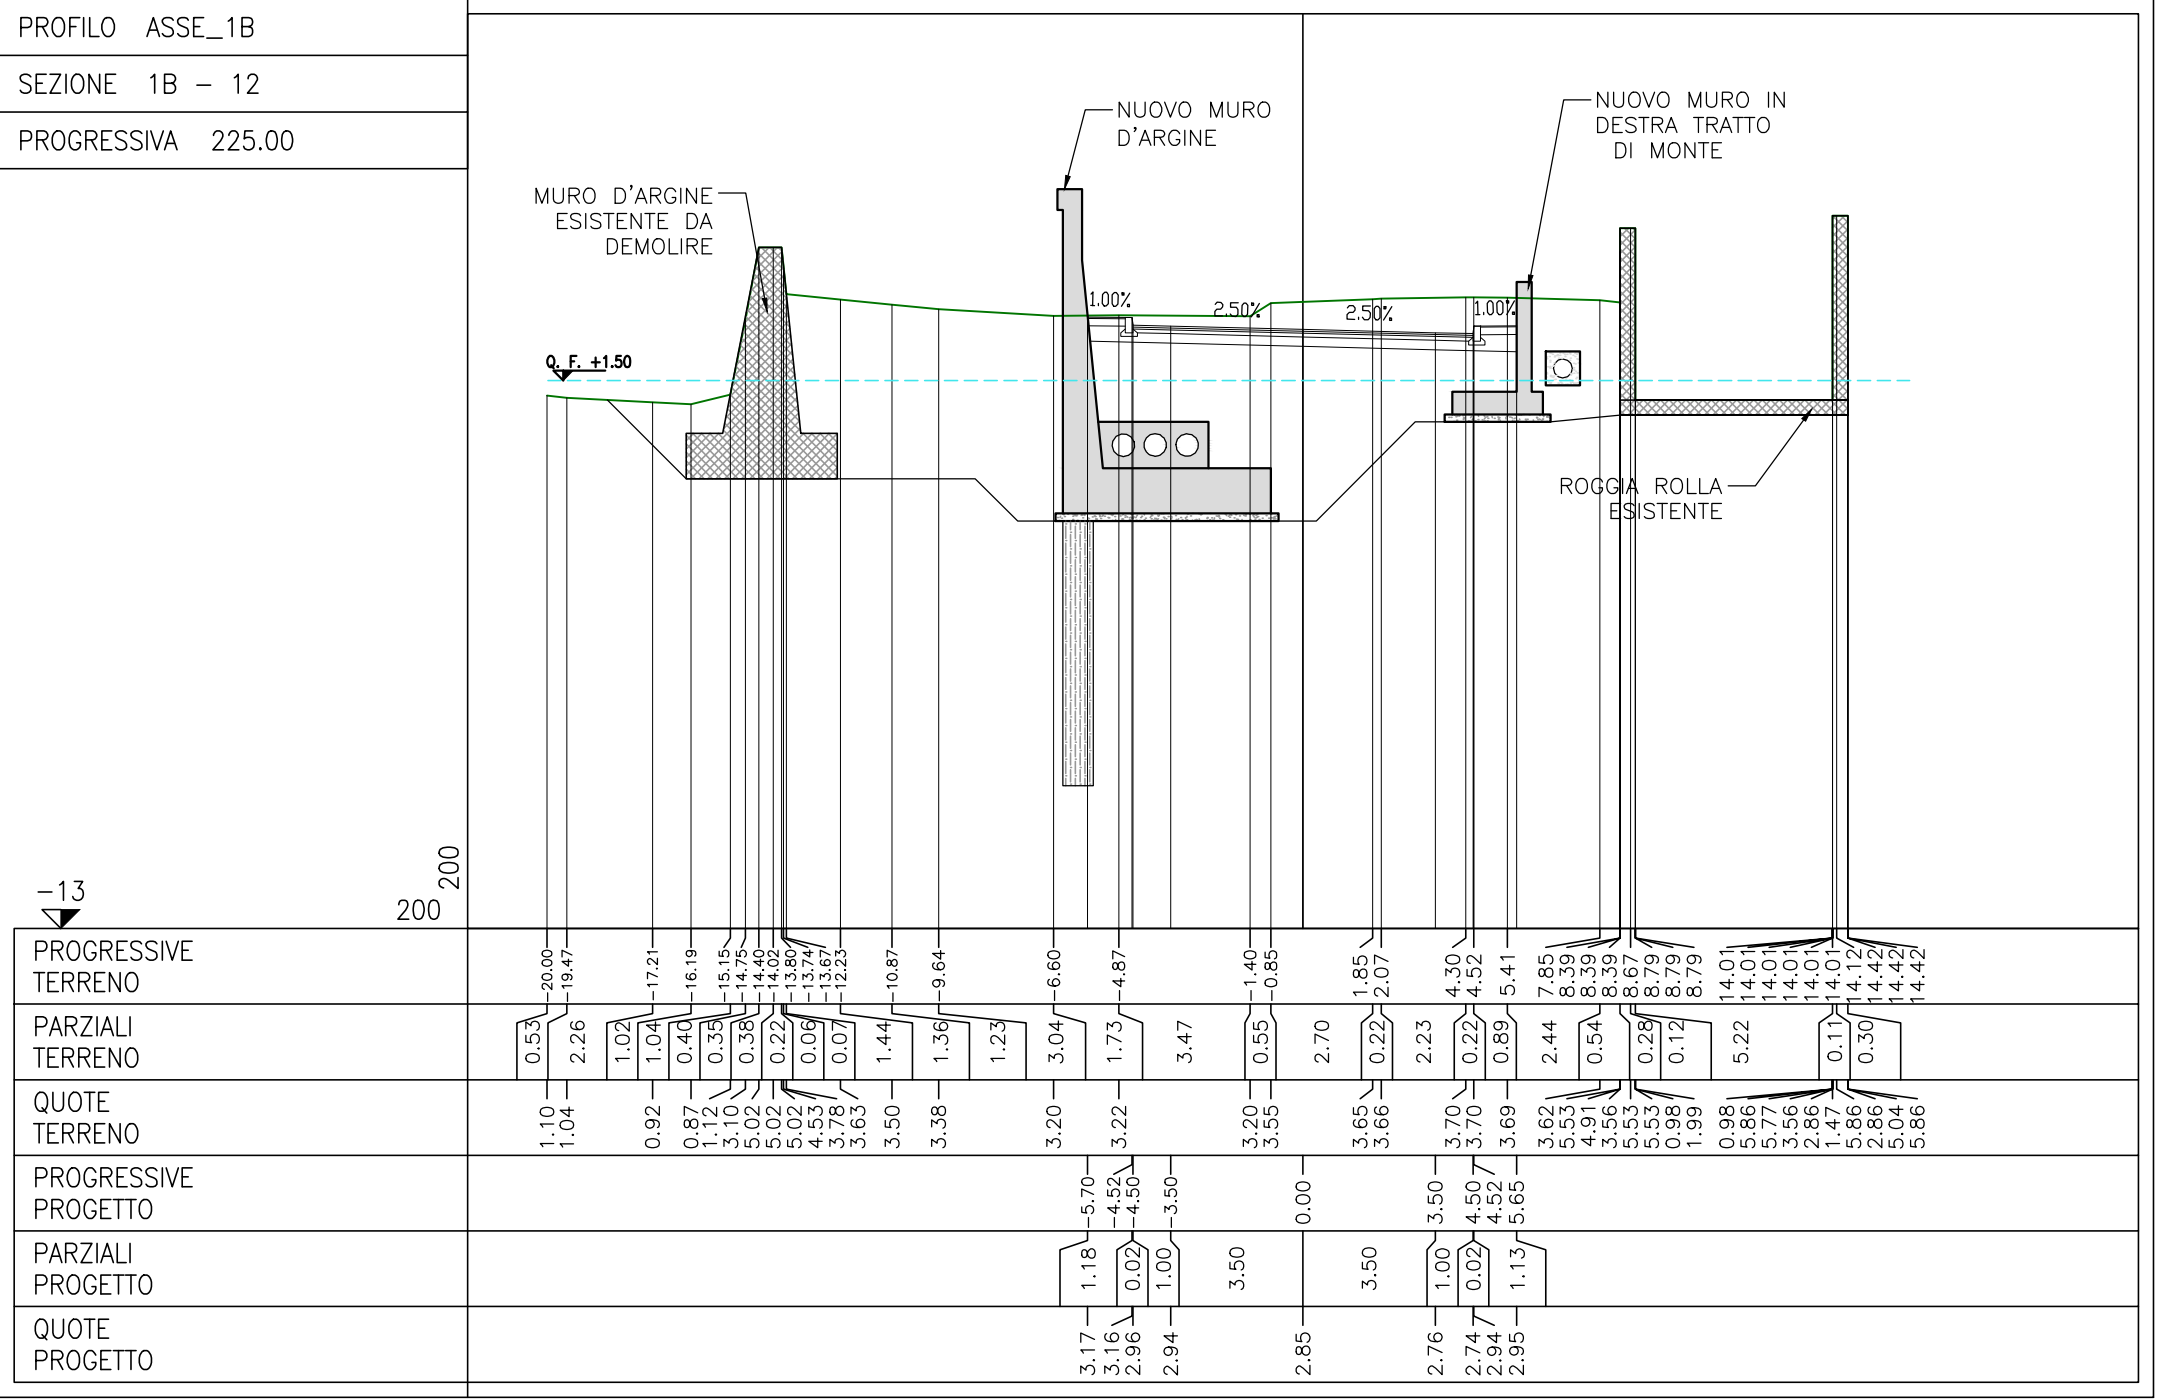 PROFILO ASSE_1B
SEZIONE 1B - 12
PROGRESSIVA 225.00
NUOVO MURO
D'ARGINE
NUOVO MURO IN
DESTRA TRATTO
DI MONTE
MURO D'ARGINE
ESISTENTE DA
DEMOLIRE
1.00% 2.50% 2.50% 1.00%
Q. F. +1.50
ROGGIA ROLLA
ESISTENTE
-13
200
200
PROGRESSIVE
TERRENO
-20.00 -19.47 -17.21 -16.19 -15.15 -14.75 -14.40 -14.02 -13.80 -13.74 -13.67 -12.23 -10.87 -9.64 -6.60 -4.87 -1.40 -0.85 1.85 2.07 4.30 4.52 5.41 7.85 8.39 8.39 8.39 8.67 8.79 8.79 8.79 14.01 14.01 14.01 14.01 14.01 14.01 14.12 14.42 14.42 14.42
PARZIALI
TERRENO
0.53 2.26 1.02 1.04 0.40 0.35 0.38 0.22 0.06 0.07 1.44 1.36 1.23 3.04 1.73 3.47 0.55 2.70 0.22 2.23 0.22 0.89 2.44 0.54 0.28 0.12 5.22 0.11 0.30
QUOTE
TERRENO
1.10 1.04 0.92 0.87 1.12 3.10 5.02 5.02 5.02 4.53 3.78 3.63 3.50 3.38 3.20 3.22 3.20 3.55 3.65 3.66 3.70 3.70 3.69 3.62 5.53 4.91 3.56 5.53 5.53 0.98 1.99 0.98 5.86 5.77 3.56 2.86 1.47 5.86 2.86 5.04 5.86
PROGRESSIVE
PROGETTO
-5.70 -4.52 -4.50 -3.50 0.00 3.50 4.50 4.52 5.65
PARZIALI
PROGETTO
1.18 0.02 1.00 3.50 3.50 1.00 0.02 1.13
QUOTE
PROGETTO
3.17 3.16 2.96 2.94 2.85 2.76 2.74 2.94 2.95